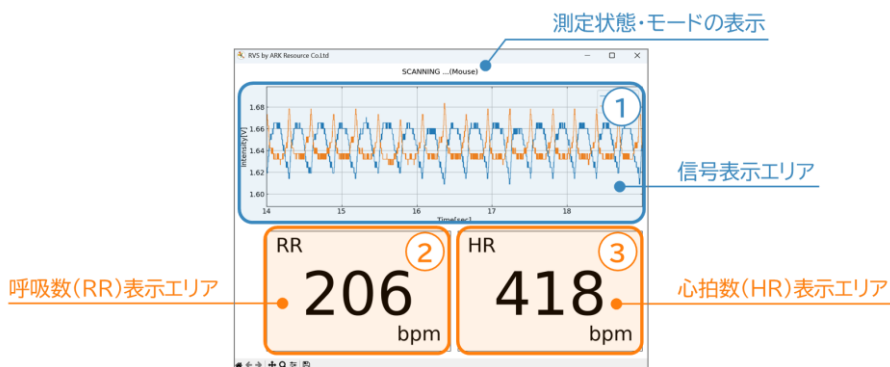 測定状態・モードの表示
RVS by ARK Resource Co.Ltd
SCANNING ...(Mouse)
①
1.68
1.66
1.64
1.62
1.60
Intensity[V]
14 15 16 17 18
Time[sec]
信号表示エリア
RR
②
206
bpm
HR
③
418
bpm
呼吸数(RR)表示エリア
心拍数(HR)表示エリア